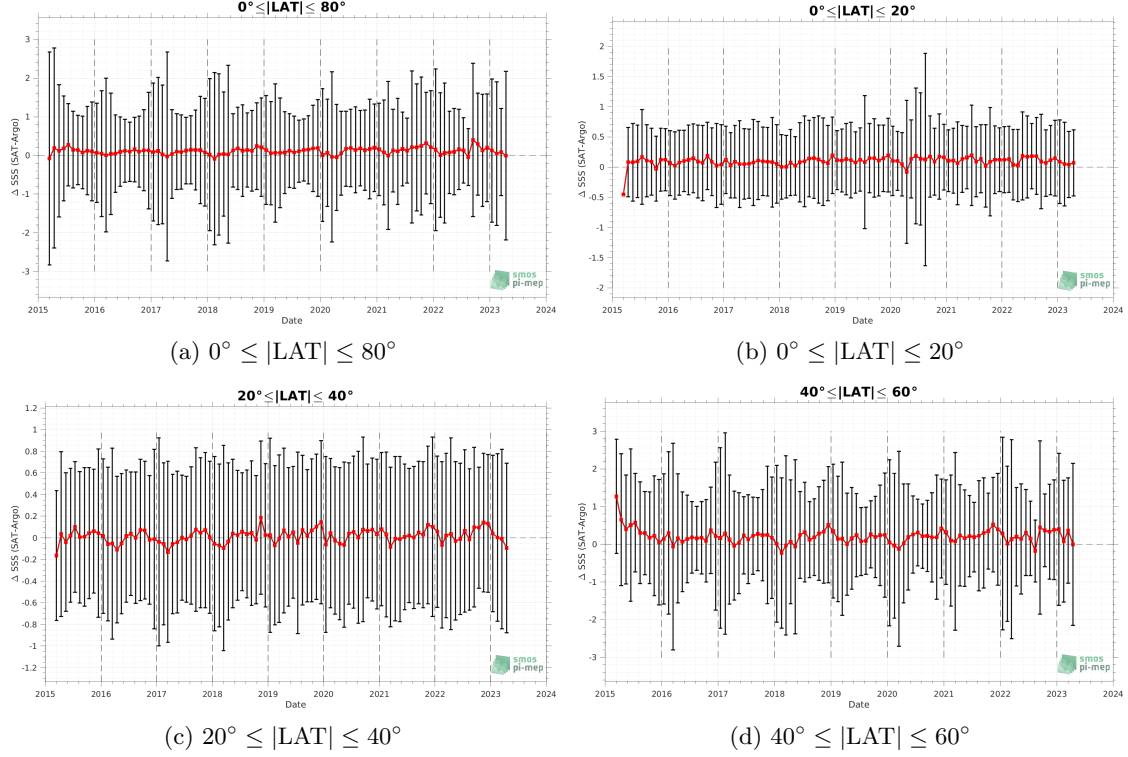 0°≤|LAT|≤ 80°
3
2
1
0
-1
-2
-3
Δ SSS (SAT-Argo)
2015 2016 2017 2018 2019 2020 2021 2022 2023 2024
Date
smos
pi-mep
(a) 0° ≤ |LAT| ≤ 80°
0°≤|LAT|≤ 20°
2
1.5
1
0.5
0
-0.5
-1
-1.5
-2
Δ SSS (SAT-Argo)
2015 2016 2017 2018 2019 2020 2021 2022 2023 2024
Date
smos
pi-mep
(b) 0° ≤ |LAT| ≤ 20°
20°≤|LAT|≤ 40°
1.2
1
0.8
0.6
0.4
0.2
0
-0.2
-0.4
-0.6
-0.8
-1
-1.2
Δ SSS (SAT-Argo)
2015 2016 2017 2018 2019 2020 2021 2022 2023 2024
Date
smos
pi-mep
(c) 20° ≤ |LAT| ≤ 40°
40°≤|LAT|≤ 60°
3
2
1
0
-1
-2
-3
Δ SSS (SAT-Argo)
2015 2016 2017 2018 2019 2020 2021 2022 2023 2024
Date
smos
pi-mep
(d) 40° ≤ |LAT| ≤ 60°